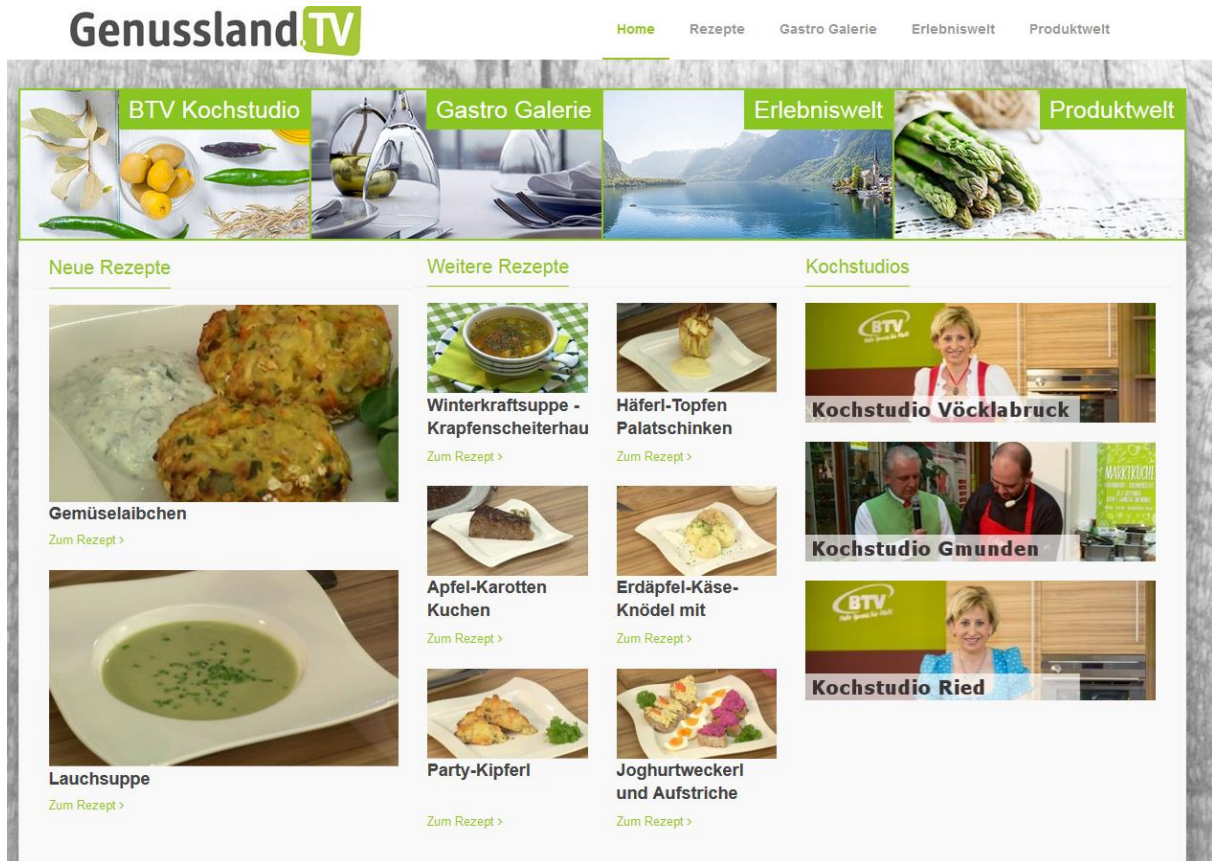 Genussland.TV
Home Rezepte Gastro Galerie Erlebniswelt Produktwelt
BTV Kochstudio
Gastro Galerie
Erlebniswelt
Produktwelt
Neue Rezepte
Gemüselaibchen
Zum Rezept >
Lauchsuppe
Zum Rezept >
Weitere Rezepte
Winterkraftsuppe -
Krapfenscheiterhau
Zum Rezept >
Häferl-Topfen
Palatschinken
Zum Rezept >
Apfel-Karotten
Kuchen
Zum Rezept >
Erdäpfel-Käse-
Knödel mit
Zum Rezept >
Party-Kipferl
Zum Rezept >
Joghurtweckerl
und Aufstriche
Zum Rezept >
Kochstudios
BTV
Kochstudio Vöcklabruck
MARKTKÜCHE
Kochstudio Gmunden
BTV
Kochstudio Ried